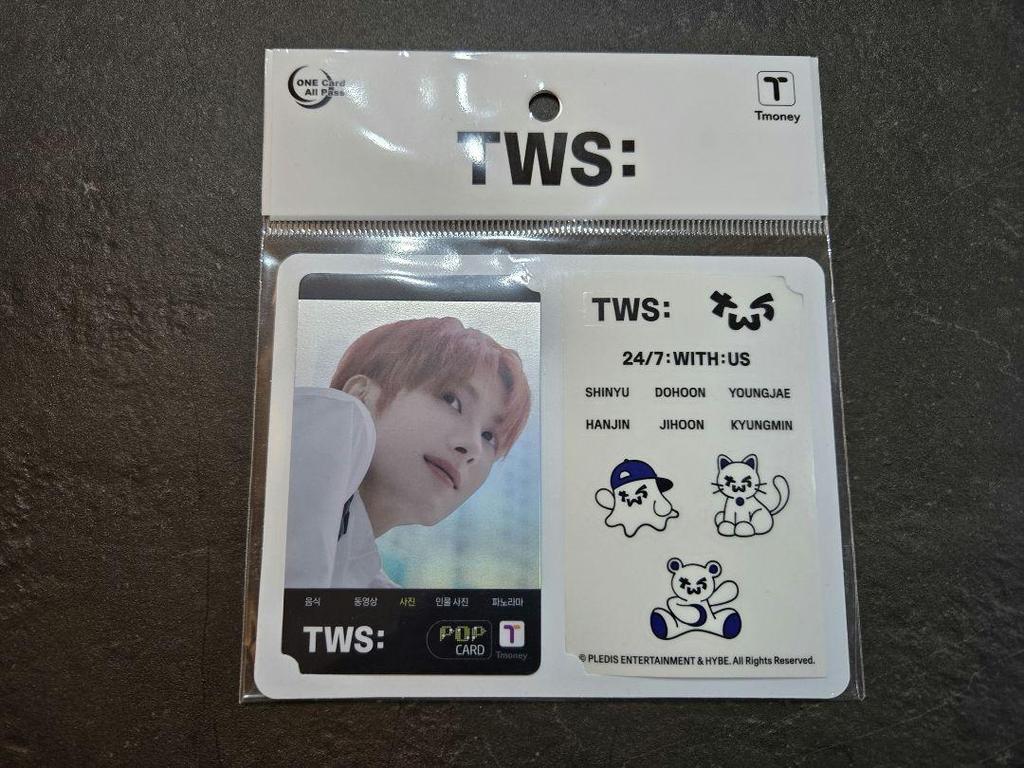 ONE Card
All Pass
Tmoney
TWS:
음식 동영상 사진 인물 사진 파노라마
TWS:
POP
CARD
Tmoney
TWS:
tws
24/7:WITH:US
SHINYU DOHOON YOUNGJAE
HANJIN JIHOON KYUNGMIN
© PLEDIS ENTERTAINMENT & HYBE. All Rights Reserved.